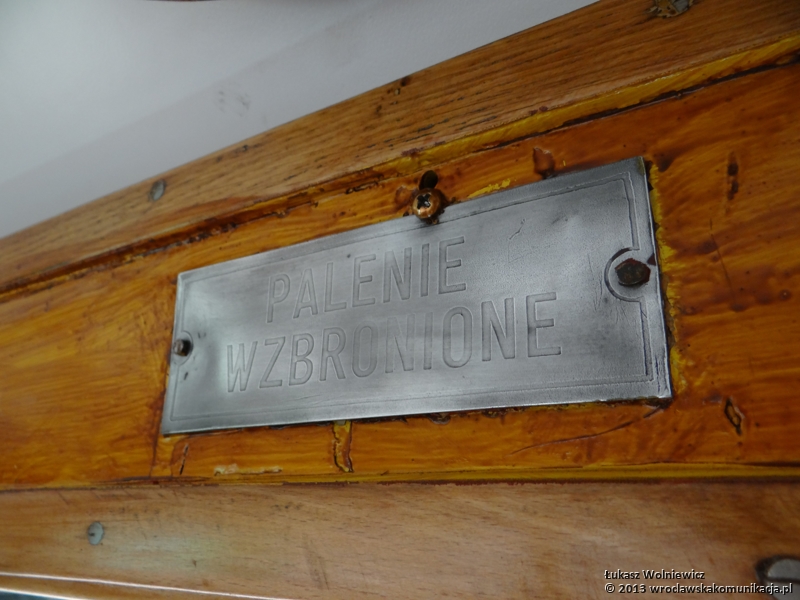 PALENIE
WZBRONIONE
Łukasz Wolniewicz
© 2013 wroclawskakomunikacja.pl